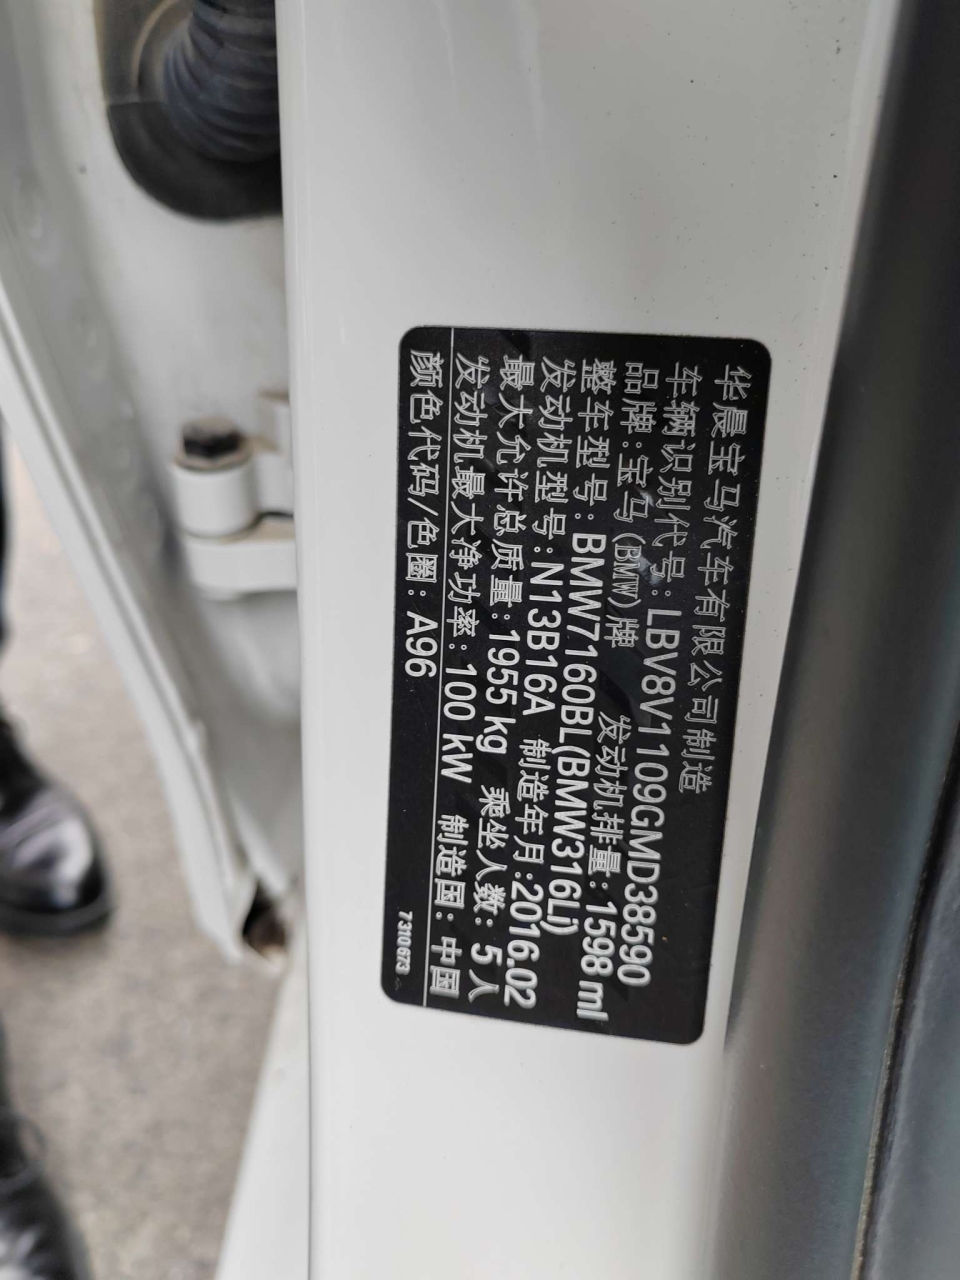 华晨宝马汽车有限公司制造
车辆识别代号:LBV8V1109GMD38590
品牌:宝马(BMW)牌 发动机排量:1598 ml
整车型号:BMW7160BL(BMW316Li)
发动机型号:N13B16A 制造年月:2016.02
最大允许总质量:1955 kg 乘坐人数: 5 人
发动机最大净功率: 100 kW 制造国: 中国
颜色代码/色圈: A96
7310673